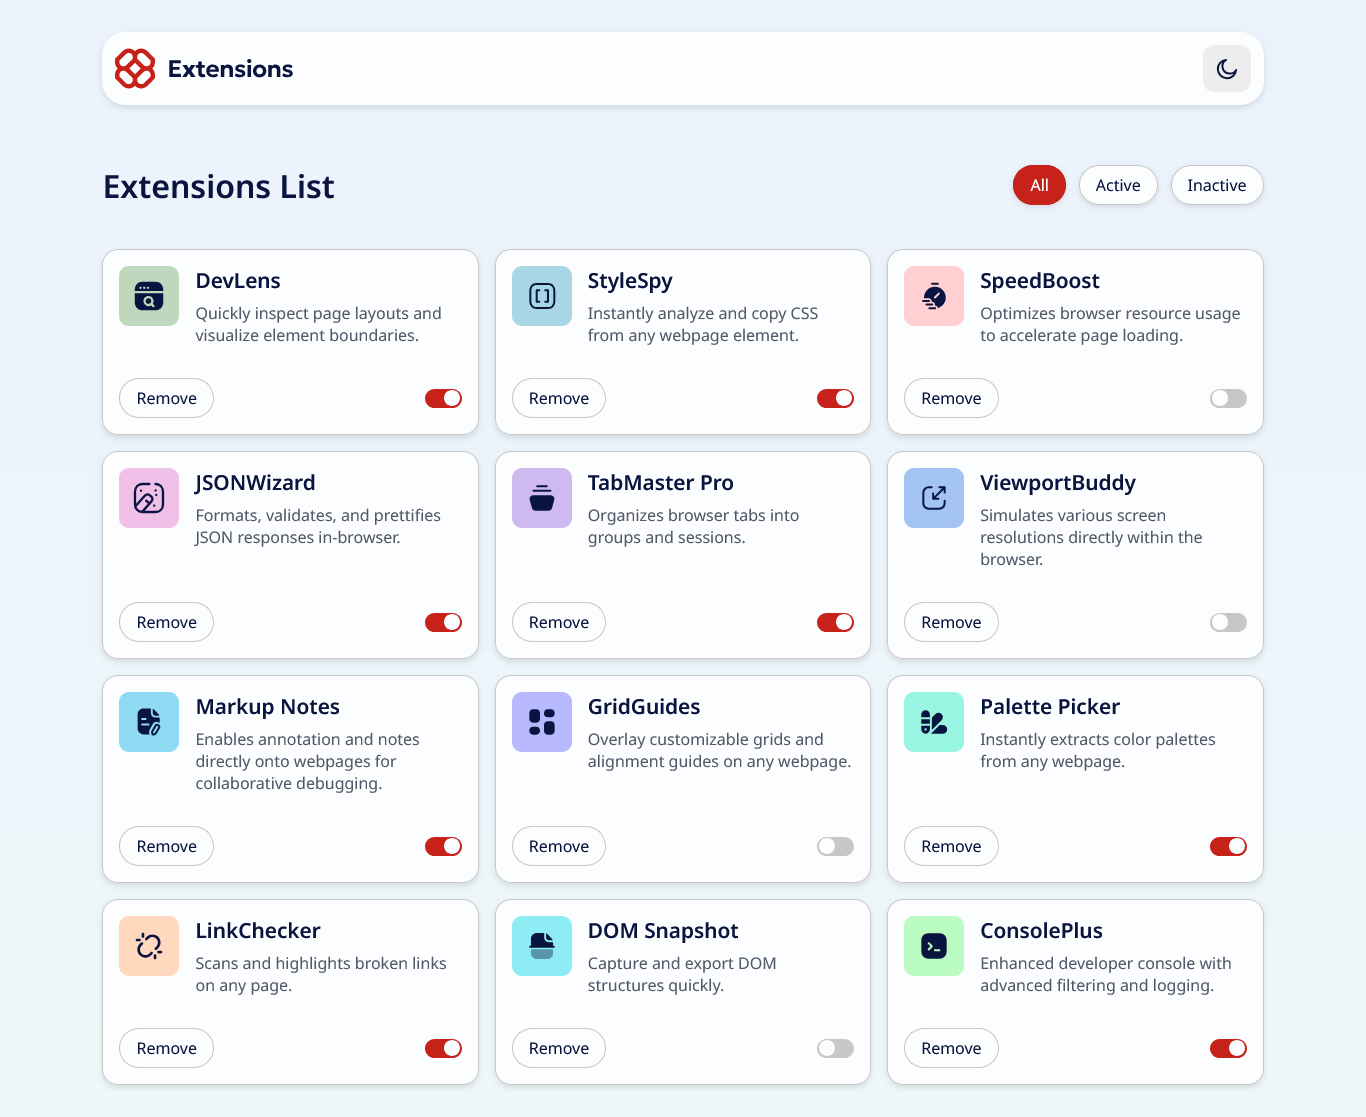 Extensions
Extensions List
All
Active
Inactive
DevLens
Quickly inspect page layouts and
visualize element boundaries.
Remove
StyleSpy
Instantly analyze and copy CSS
from any webpage element.
Remove
SpeedBoost
Optimizes browser resource usage
to accelerate page loading.
Remove
JSONWizard
Formats, validates, and prettifies
JSON responses in-browser.
Remove
TabMaster Pro
Organizes browser tabs into
groups and sessions.
Remove
ViewportBuddy
Simulates various screen
resolutions directly within the
browser.
Remove
Markup Notes
Enables annotation and notes
directly onto webpages for
collaborative debugging.
Remove
GridGuides
Overlay customizable grids and
alignment guides on any webpage.
Remove
Palette Picker
Instantly extracts color palettes
from any webpage.
Remove
LinkChecker
Scans and highlights broken links
on any page.
Remove
DOM Snapshot
Capture and export DOM
structures quickly.
Remove
ConsolePlus
Enhanced developer console with
advanced filtering and logging.
Remove